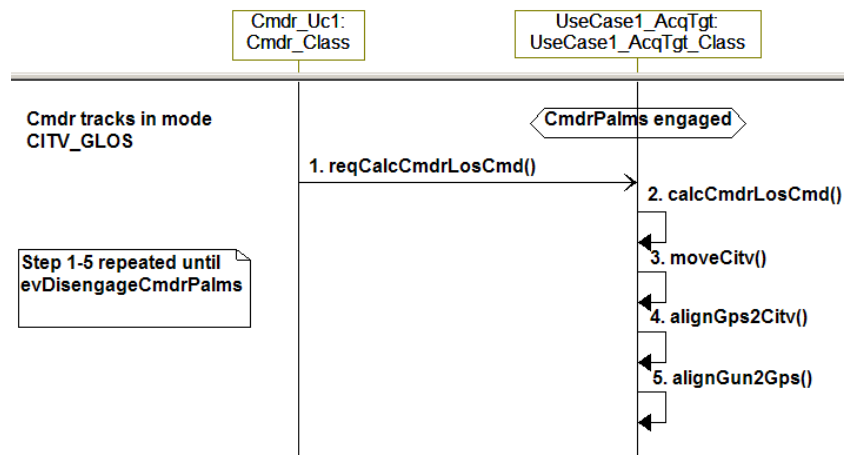 Cmdr_Uc1:
Cmdr_Class
UseCase1_AcqTgt:
UseCase1_AcqTgt_Class
Cmdr tracks in mode
CITV_GLOS
CmdrPalms engaged
1. reqCalcCmdrLosCmd()
2. calcCmdrLosCmd()
Step 1-5 repeated until
evDisengageCmdrPalms
3. moveCitv()
4. alignGps2Citv()
5. alignGun2Gps()